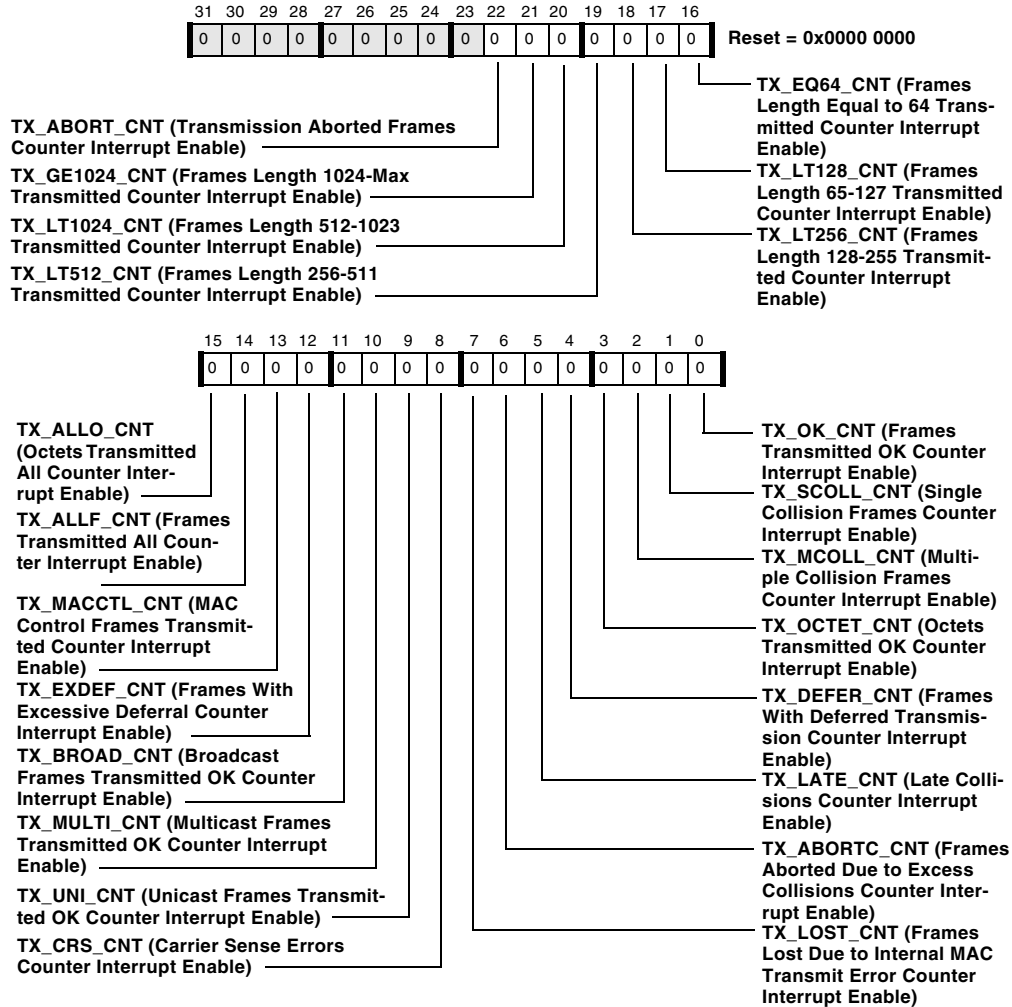 31 30 29 28 27 26 25 24 23 22 21 20 19 18 17 16
0 0 0 0 0 0 0 0 0 0 0 0 0 0 0 0
Reset = 0x0000 0000
TX_ABORT_CNT (Transmission Aborted Frames
Counter Interrupt Enable)
TX_GE1024_CNT (Frames Length 1024-Max
Transmitted Counter Interrupt Enable)
TX_LT1024_CNT (Frames Length 512-1023
Transmitted Counter Interrupt Enable)
TX_LT512_CNT (Frames Length 256-511
Transmitted Counter Interrupt Enable)
TX_EQ64_CNT (Frames
Length Equal to 64 Trans-
mitted Counter Interrupt
Enable)
TX_LT128_CNT (Frames
Length 65-127 Transmitted
Counter Interrupt Enable)
TX_LT256_CNT (Frames
Length 128-255 Transmit-
ted Counter Interrupt
Enable)
15 14 13 12 11 10 9 8 7 6 5 4 3 2 1 0
0 0 0 0 0 0 0 0 0 0 0 0 0 0 0 0
TX_ALLO_CNT
(Octets Transmitted
All Counter Inter-
rupt Enable)
TX_ALLF_CNT (Frames
Transmitted All Coun-
ter Interrupt Enable)
TX_MACCTL_CNT (MAC
Control Frames Transmit-
ted Counter Interrupt
Enable)
TX_EXDEF_CNT (Frames With
Excessive Deferral Counter
Interrupt Enable)
TX_BROAD_CNT (Broadcast
Frames Transmitted OK Counter
Interrupt Enable)
TX_MULTI_CNT (Multicast Frames
Transmitted OK Counter Interrupt
Enable)
TX_UNI_CNT (Unicast Frames Transmit-
ted OK Counter Interrupt Enable)
TX_CRS_CNT (Carrier Sense Errors
Counter Interrupt Enable)
TX_OK_CNT (Frames
Transmitted OK Counter
Interrupt Enable)
TX_SCOLL_CNT (Single
Collision Frames Counter
Interrupt Enable)
TX_MCOLL_CNT (Multi-
ple Collision Frames
Counter Interrupt Enable)
TX_OCTET_CNT (Octets
Transmitted OK Counter
Interrupt Enable)
TX_DEFER_CNT (Frames
With Deferred Transmis-
sion Counter Interrupt
Enable)
TX_LATE_CNT (Late Colli-
sions Counter Interrupt
Enable)
TX_ABORTC_CNT (Frames
Aborted Due to Excess
Collisions Counter Inter-
rupt Enable)
TX_LOST_CNT (Frames
Lost Due to Internal MAC
Transmit Error Counter
Interrupt Enable)